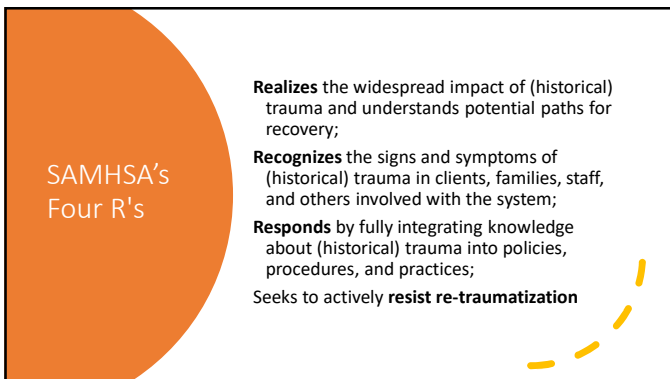 SAMHSA's
Four R's
Realizes the widespread impact of (historical)
trauma and understands potential paths for
recovery;
Recognizes the signs and symptoms of
(historical) trauma in clients, families, staff,
and others involved with the system;
Responds by fully integrating knowledge
about (historical) trauma into policies,
procedures, and practices;
Seeks to actively resist re-traumatization